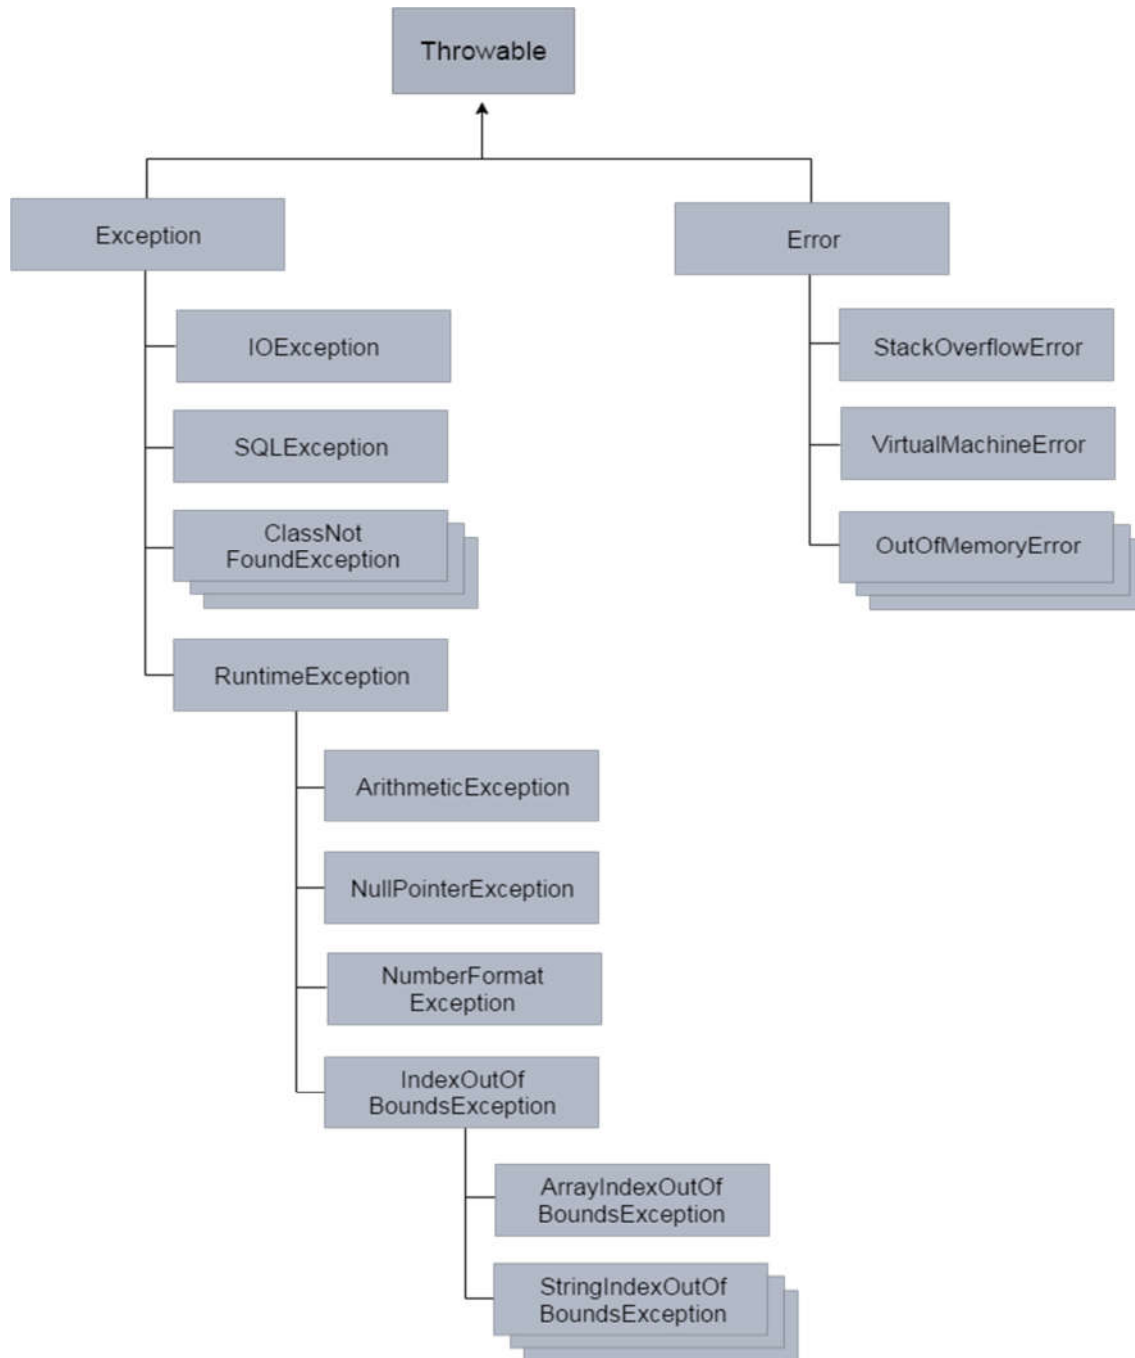 Throwable
Exception
Error
IOException
StackOverflowError
SQLException
VirtualMachineError
ClassNot
FoundException
OutOfMemoryError
RuntimeException
ArithmeticException
NullPointerException
NumberFormat
Exception
IndexOutOf
BoundsException
ArrayIndexOutOf
BoundsException
StringIndexOutOf
BoundsException